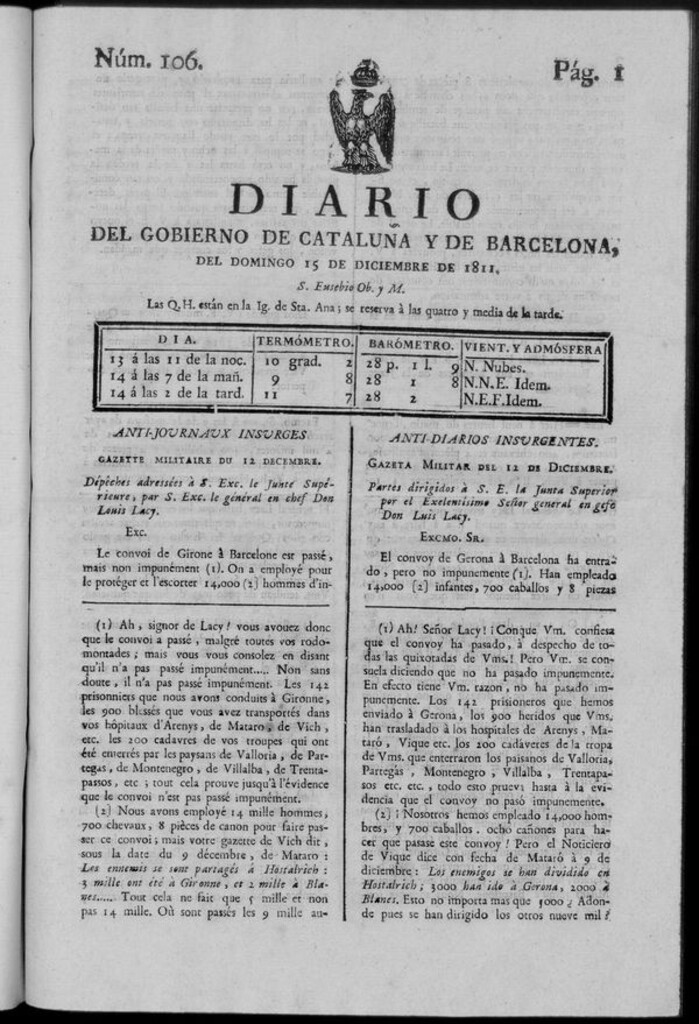 Núm. 106.
Pág. 1
DIARIO
DEL GOBIERNO DE CATALUÑA Y DE BARCELONA,
DEL DOMINGO 15 DE DICIEMBRE DE 1811.
S. Eusebio Ob. y M.
Las Q. H. están en la Ig. de Sta. Ana; se reserva à las quatro y media de la tarde.
DIA. TERMÓMETRO. BARÓMETRO. VIENT. Y ADMÓSFERA
13 á las 11 de la noc. 10 grad. 2 28 p. 1 l. 9 N. Nubes.
14 á las 7 de la mañ. 9 8 28 1 8 N.N.E. Idem.
14 á las 2 de la tard. 11 7 28 2 N.E.F. Idem.
ANTI-JOURNAUX INSURGES
GAZETTE MILITAIRE DU 12 DECEMBRE.
Dépêches adressées à S. Exc. le Junte Supé-
rieure, par S. Exc. le général en chef Don
Louis Lacy.
Exc.
Le convoi de Girone à Barcelone est passé,
mais non impunément (1). On a employé pour
le protéger et l'escorter 14,000 (2) hommes d'in-
(1) Ah, signor de Lacy! vous avouez donc
que le convoi a passé, malgré toutes vos rodo-
montades; mais vous vous consolez en disant
qu'il n'a pas passé impunément..... Non sans
doute, il n'a pas passé impunément. Les 142
prisonniers que nous avons conduits à Gironne,
les 900 blessés que vous avez transportés dans
vos hôpitaux d'Arenys, de Mataro, de Vich,
etc. les 200 cadavres de vos troupes qui ont
été enterrés par les paysans de Valloria, de Par-
tegas, de Montenegro, de Villalba, de Trenta-
passos, etc; tout cela prouve jusqu'à l'évidence
que le convoi n'est pas passé impunément.
(2) Nous avons employé 14 mille hommes,
700 chevaux, 8 pièces de canon pour faire pas-
ser ce convoi; mais votre gazette de Vich dit,
sous la date du 9 décembre, de Mataro:
Les ennemis se sont partagés à Hostalrich:
3 mille ont été à Gironne, et 2 mille à Bla-
nes..... Tout cela ne fait que 5 mille et non
pas 14 mille. Où sont passés les 9 mille au-
ANTI-DIARIOS INSURGENTES.
GAZETA MILITAR DEL 12 DE DICIEMBRE.
Partes dirigidos à S. E. la Junta Superior
por el Exelentisimo Señor general en gefe
Don Luis Lacy.
EXCMO. SR.
El convoy de Gerona à Barcelona ha entra-
do, pero no impunemente (1). Han empleado
14,000 (2) infantes, 700 caballos y 8 piezas
(1) Ah! Señor Lacy! ¡Conque Vm. confiesa
que el convoy ha pasado, à despecho de to-
das las quixotadas de Vms.! Pero Vm. se con-
suela diciendo que no ha pasado impunemente.
En efecto tiene Vm. razon, no ha pasado im-
punemente. Los 142 prisioneros que hemos
enviado à Gerona, los 900 heridos que Vms.
han trasladado à los hospitales de Arenys, Ma-
taró, Vique etc. los 200 cadáveres de la tropa
de Vms. que enterraron los paisanos de Valloria,
Partegás, Montenegro, Villalba, Trentapa-
sos etc. etc., todo esto prueva hasta à la evi-
dencia que el convoy no pasó impunemente.
(2) ¡Nosotros hemos empleado 14,000 hom-
bres, y 700 caballos, ocho cañones para ha-
cer que pasase este convoy! Pero el Noticiero
de Vique dice con fecha de Mataró à 9 de
diciembre: Los enemigos se han dividido en
Hostalrich; 3000 han ido à Gerona, 2000 à
Blanes. Esto no importa mas que 5000 ¿Adon-
de pues se han dirigido los otros nueve mil?